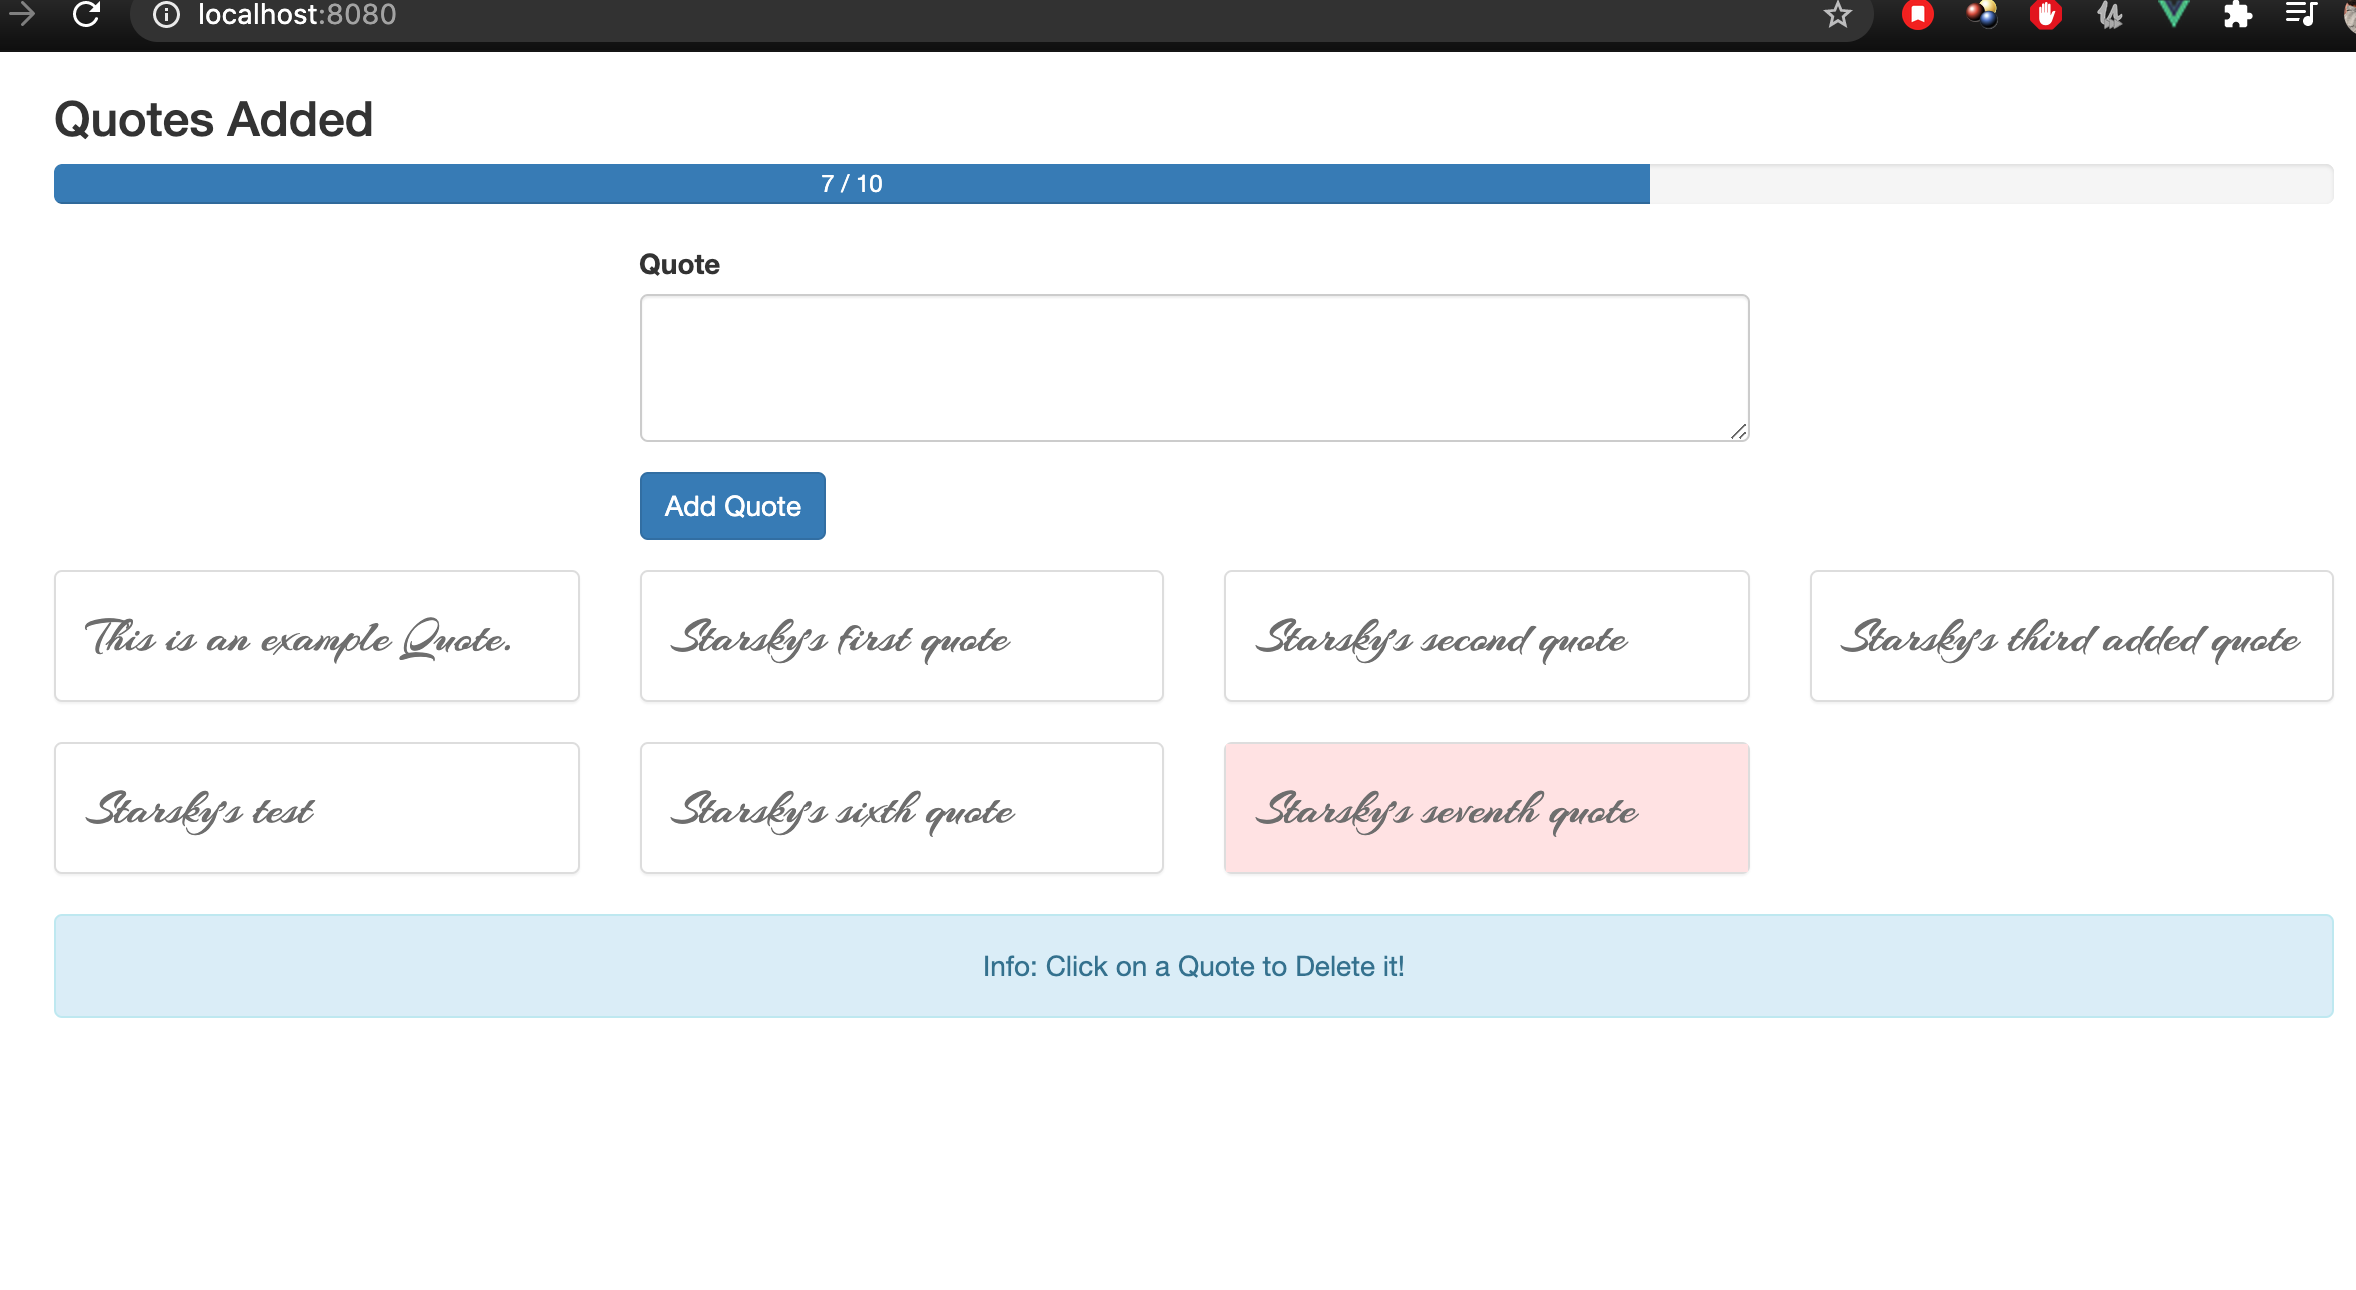 localhost:8080
Quotes Added
7 / 10
Quote
Add Quote
This is an example Quote.
Starsky's first quote
Starsky's second quote
Starsky's third added quote
Starsky's test
Starsky's sixth quote
Starsky's seventh quote
Info: Click on a Quote to Delete it!